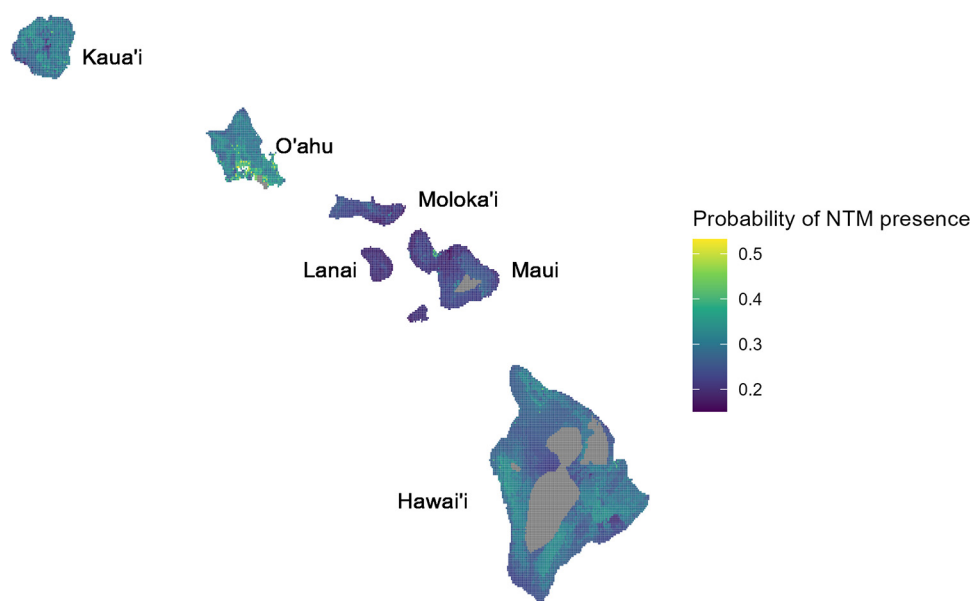 Kaua'i
O'ahu
Moloka'i
Lanai
Maui
Hawai'i
Probability of NTM presence
0.5
0.4
0.3
0.2